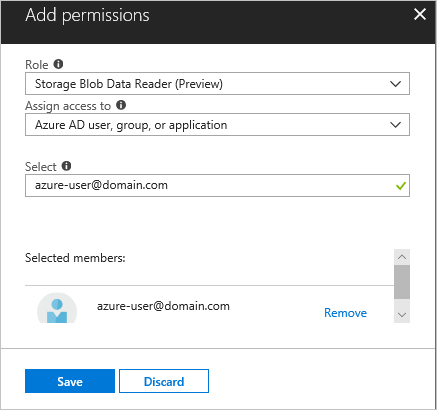 Add permissions
Role
Storage Blob Data Reader (Preview)
Assign access to
Azure AD user, group, or application
Select
azure-user@domain.com
Selected members:
azure-user@domain.com
Remove
Save
Discard